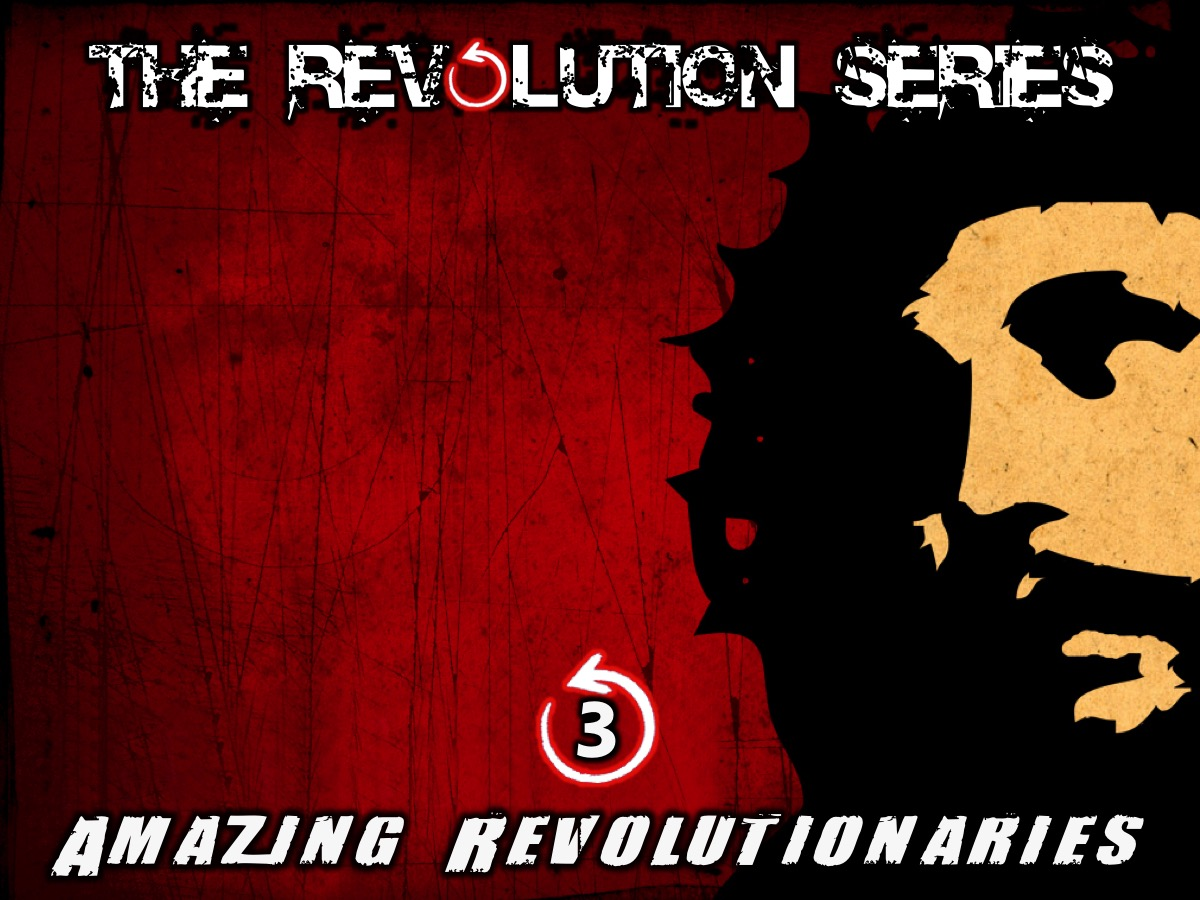 THE REVOLUTION SERIES
3
AMAZING REVOLUTIONARIES